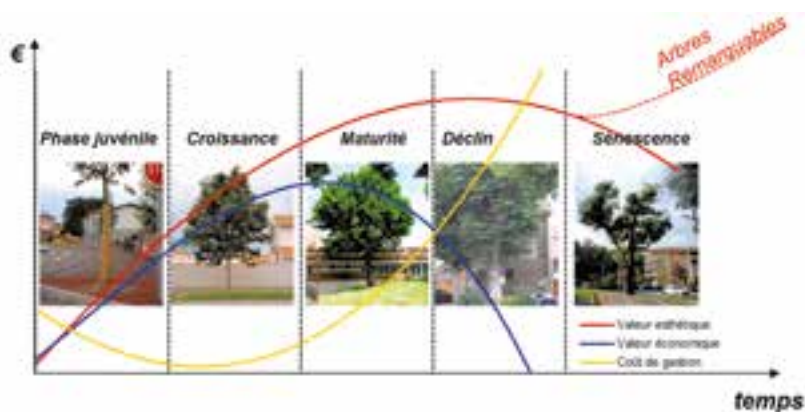 €
Arbres
Remarquables
Phase juvénile
Croissance
Maturité
Déclin
Sénescence
Valeur esthétique
Valeur économique
Coût de gestion
temps